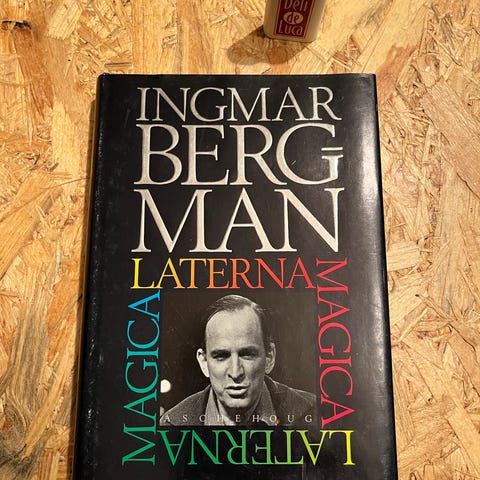 Deli
de
Luca
INGMAR
BERG-
MAN
LATERNA
MAGICA
LATERNA
MAGICA
ASCHEHOUG